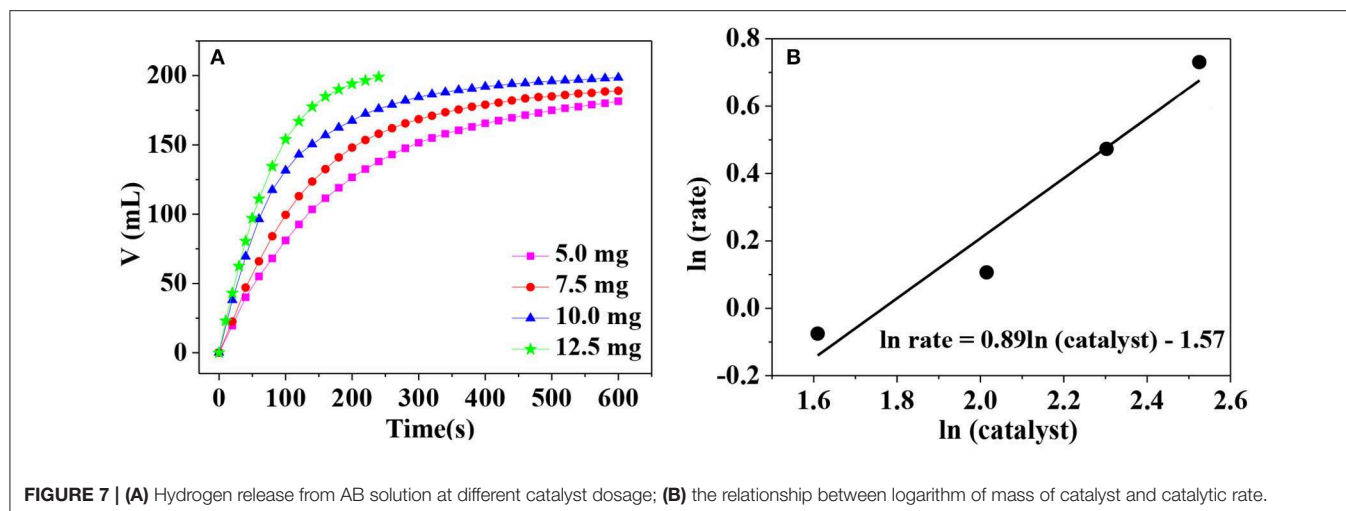 A
V (mL)
200
150
100
50
0
0 100 200 300 400 500 600
Time(s)
5.0 mg
7.5 mg
10.0 mg
12.5 mg
B
ln (rate)
0.8
0.6
0.4
0.2
0.0
-0.2
1.6 1.8 2.0 2.2 2.4 2.6
ln (catalyst)
ln rate = 0.89ln (catalyst) - 1.57
FIGURE 7 | (A) Hydrogen release from AB solution at different catalyst dosage; (B) the relationship between logarithm of mass of catalyst and catalytic rate.